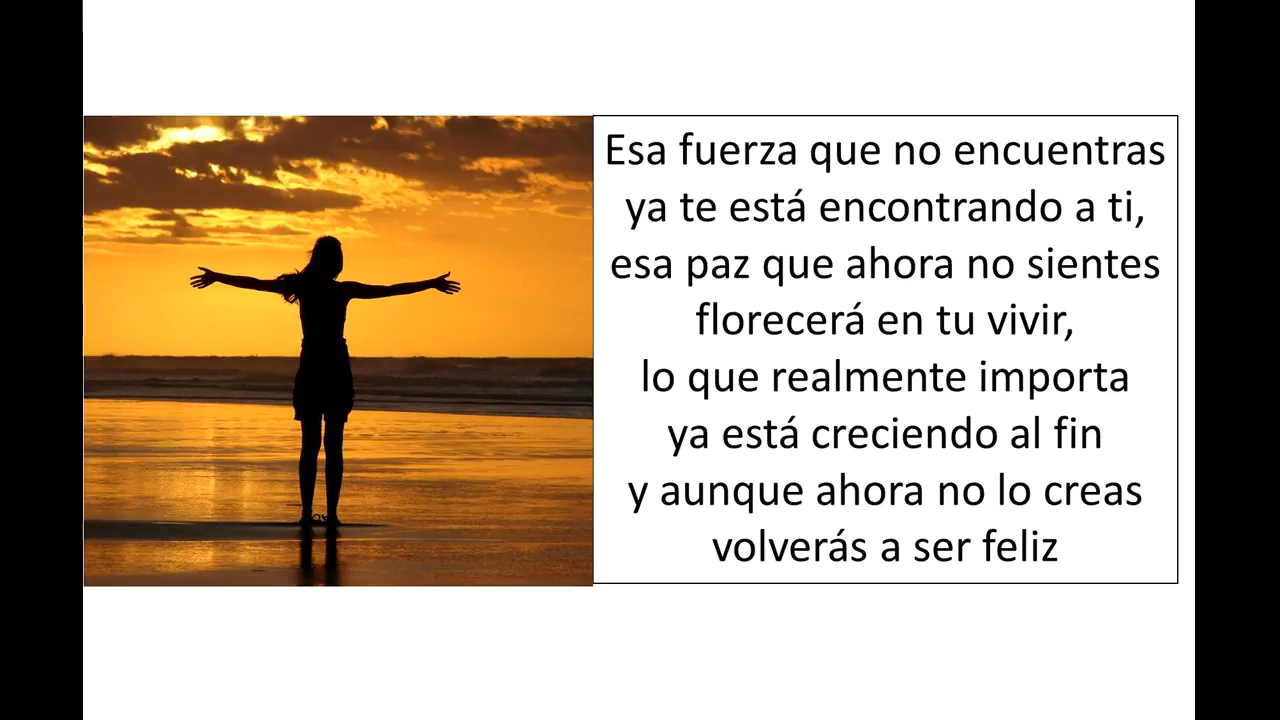 Esa fuerza que no encuentras
ya te está encontrando a ti,
esa paz que ahora no sientes
florecerá en tu vivir,
lo que realmente importa
ya está creciendo al fin
y aunque ahora no lo creas
volverás a ser feliz